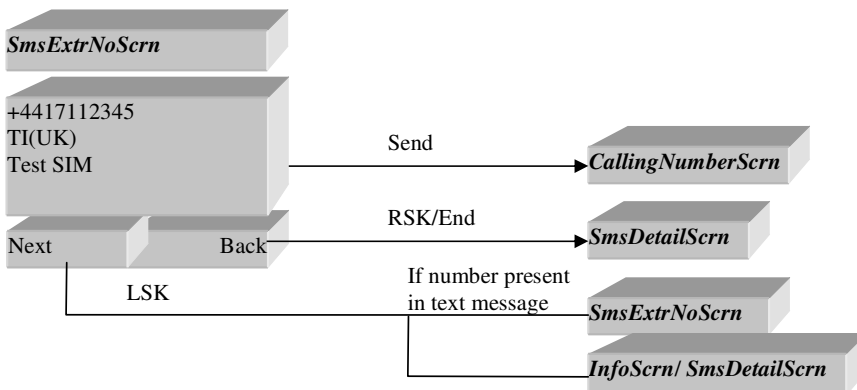 SmsExtrNoScrn
+4417112345
TI(UK)
Test SIM
Send
CallingNumberScrn
Next
Back
RSK/End
SmsDetailScrn
LSK
If number present
in text message
SmsExtrNoScrn
InfoScrn/ SmsDetailScrn